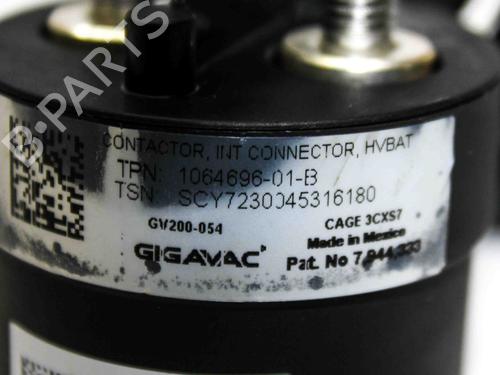 B-PARTS
CONTACTOR, INT CONNECTOR, HVBAT
TPN: 1064696-01-B
TSN: SCY7230045316180
GV200-054 CAGE 3CXS7
GIGAVAC Made in Mexico
Pat. No 7,944,333